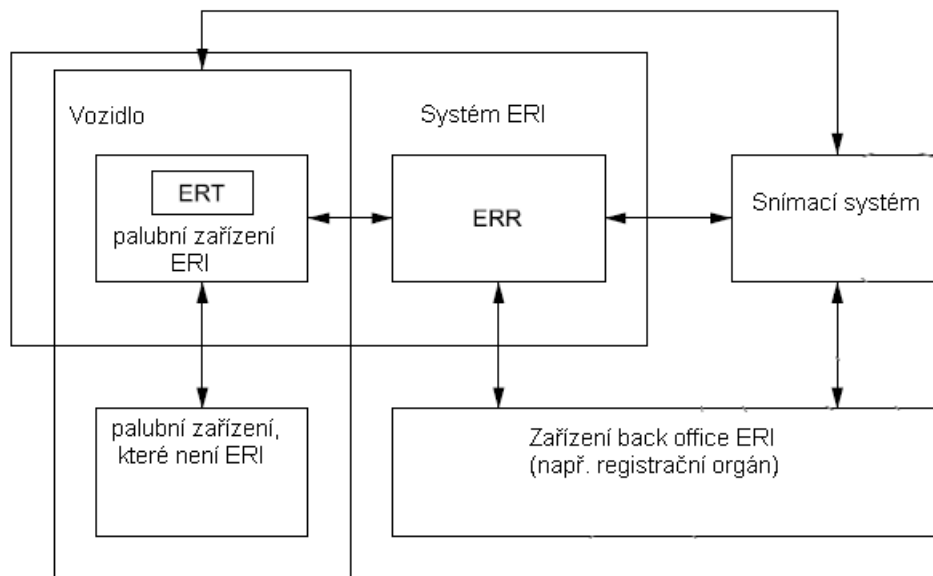 Vozidlo
Systém ERI
ERT
palubní zařízení
ERI
ERR
Snímací systém
palubní zařízení,
které není ERI
Zařízení back office ERI
(např. registrační orgán)